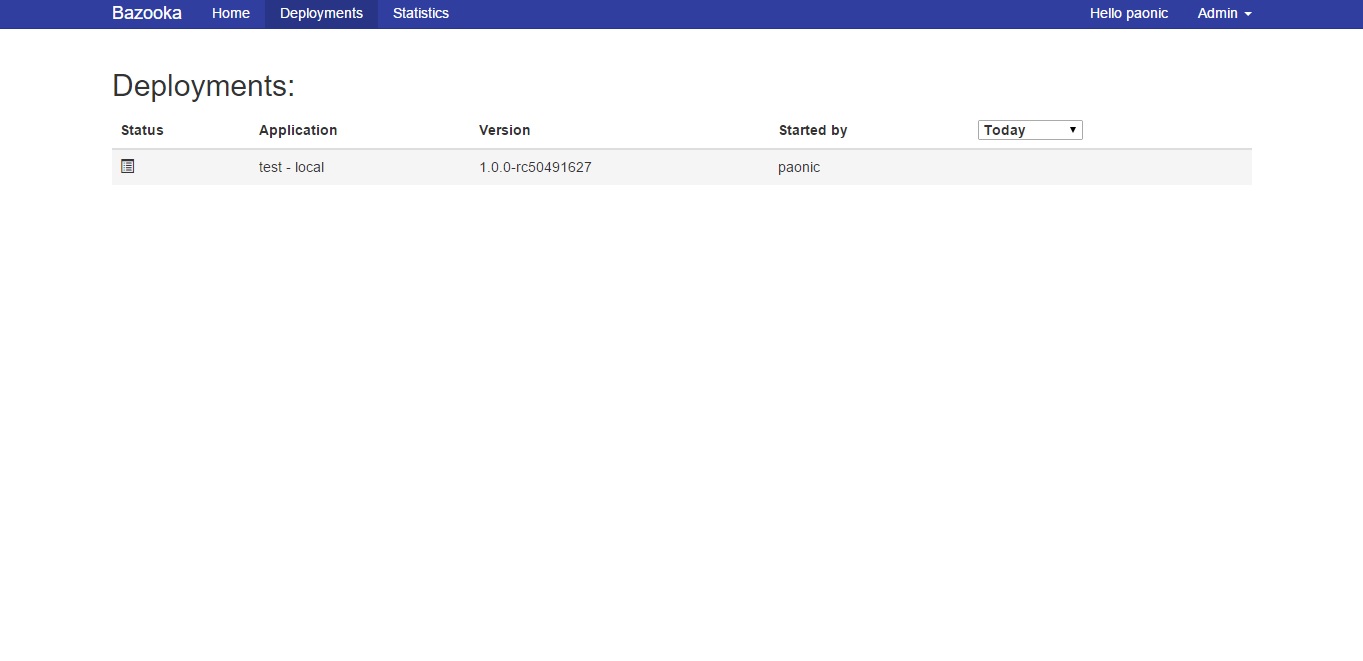 Bazooka Home Deployments Statistics Hello paonic Admin
Deployments:
Status Application Version Started by Today
test - local 1.0.0-rc50491627 paonic